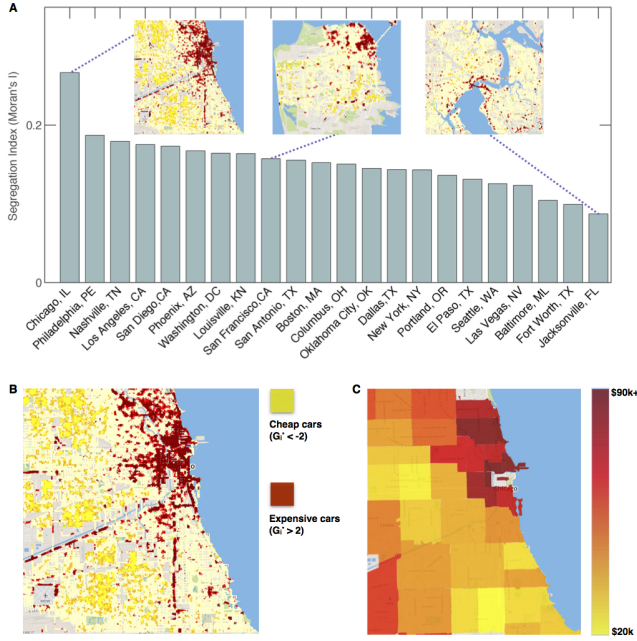 A
Segregation Index (Moran's I)
0.2
0
Chicago, IL
Philadelphia, PE
Nashville, TN
Los Angeles, CA
San Diego,CA
Phoenix, AZ
Washington, DC
Louisville, KN
San Francisco,CA
San Antonio, TX
Boston, MA
Columbus, OH
Oklahoma City, OK
Dallas,TX
New York, NY
Portland, OR
El Paso, TX
Seattle, WA
Las Vegas, NV
Baltimore, ML
Fort Worth, TX
Jacksonville, FL
B
Cheap cars
(Gᵢ* < -2)
Expensive cars
(Gᵢ* > 2)
C
$90k+
$20k